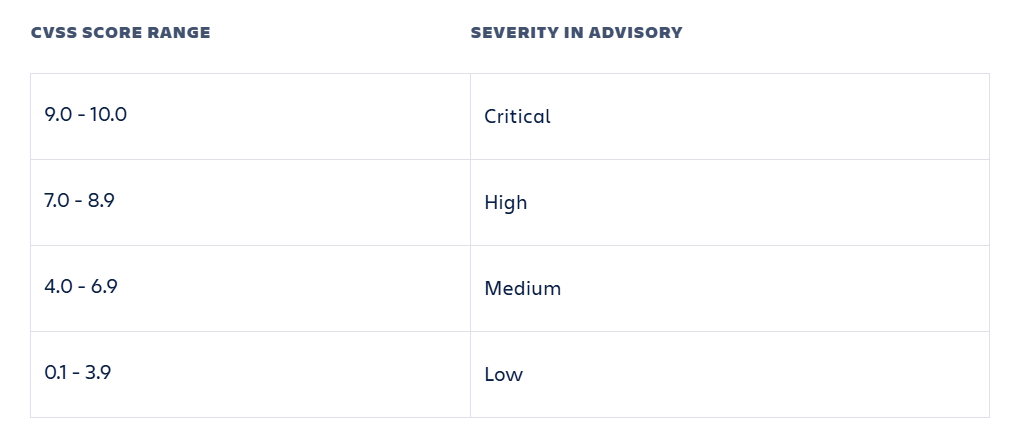 CVSS SCORE RANGE SEVERITY IN ADVISORY
9.0 - 10.0 Critical
7.0 - 8.9 High
4.0 - 6.9 Medium
0.1 - 3.9 Low